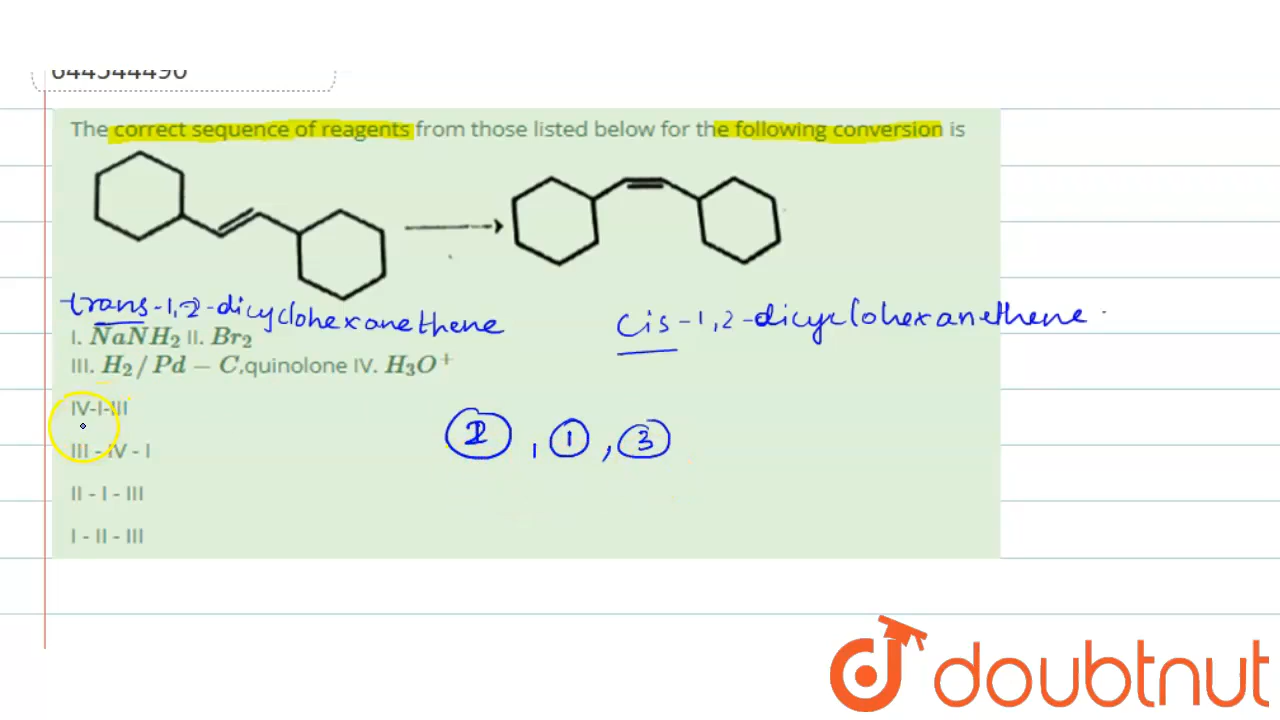 644544490
The correct sequence of reagents from those listed below for the following conversion is
trans-1,2-dicyclohexanethene
cis-1,2-dicyclohexanethene
I. NaNH₂ II. Br₂
III. H₂/Pd − C,quinolone IV. H₃O⁺
IV-I-III
III - IV - I
II - I - III
I - II - III
2, 1, 3
doubtnut